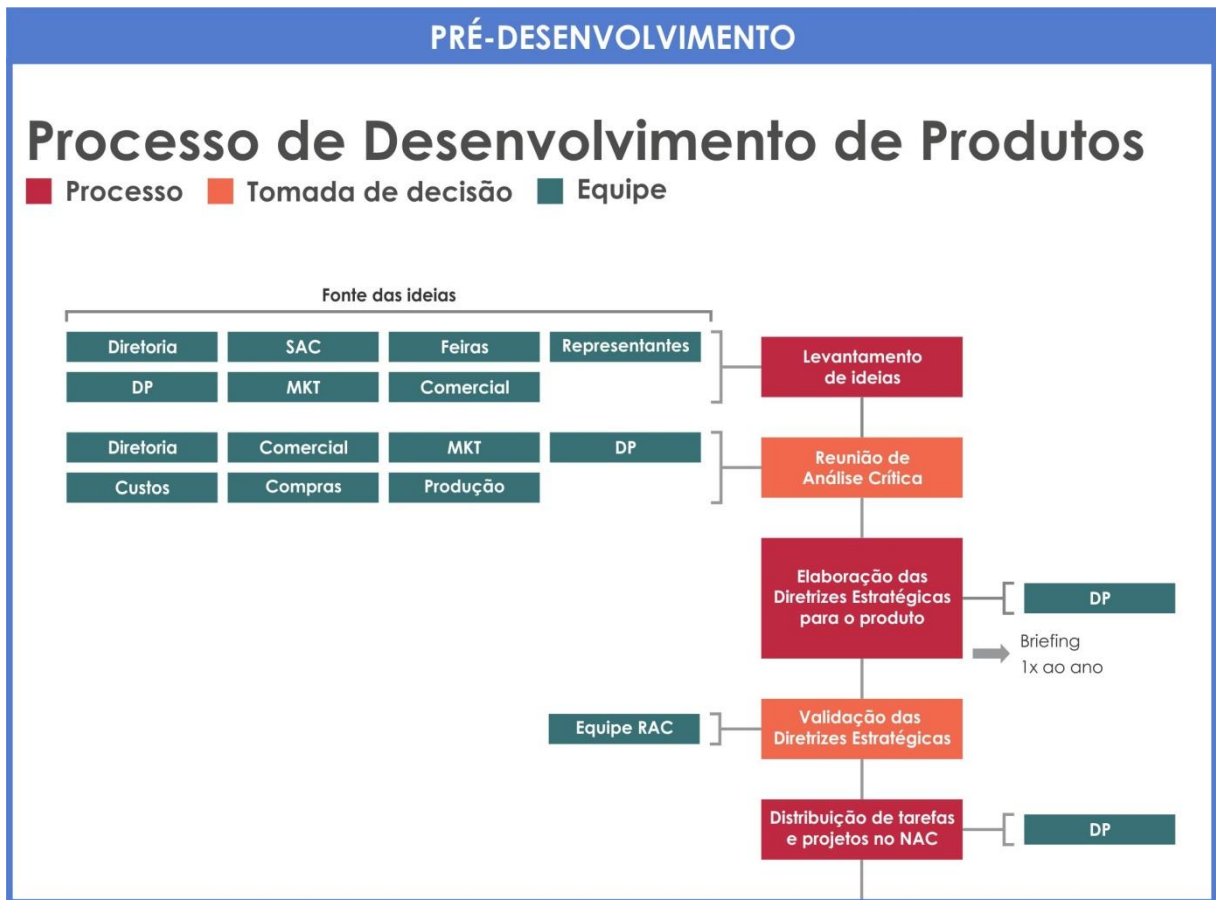 PRÉ-DESENVOLVIMENTO
Processo de Desenvolvimento de Produtos
Processo Tomada de decisão Equipe
Fonte das ideias
Diretoria SAC Feiras Representantes
DP MKT Comercial
Levantamento
de ideias
Diretoria Comercial MKT DP
Custos Compras Produção
Reunião de
Análise Crítica
Elaboração das
Diretrizes Estratégicas
para o produto
DP
Briefing
1x ao ano
Equipe RAC
Validação das
Diretrizes Estratégicas
Distribuição de tarefas
e projetos no NAC
DP